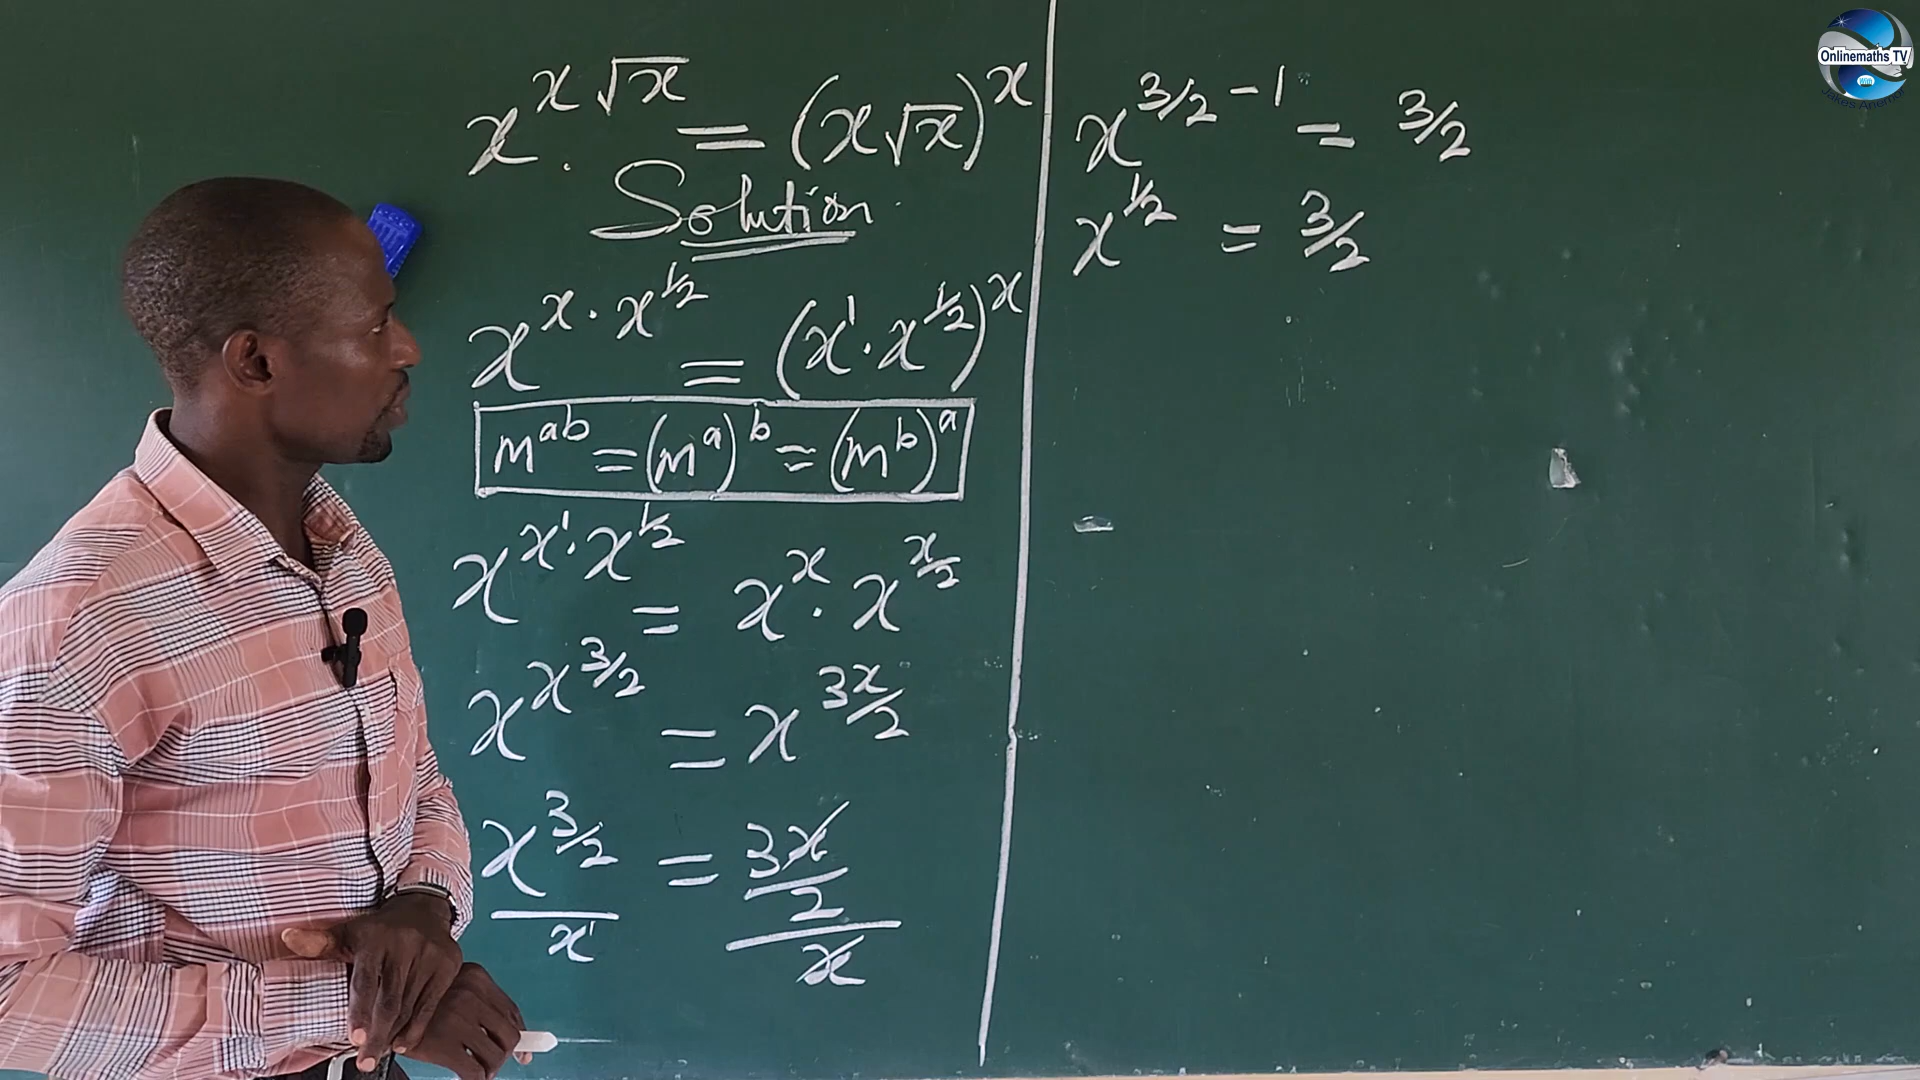 x^{x√x} = (x√x)^x
Solution
x^{x·x^{1/2}} = (x^1·x^{1/2})^x
m^{ab} = (m^a)^b = (m^b)^a
x^{x^1·x^{1/2}} = x^x·x^{x/2}
x^{x^{3/2}} = x^{3x/2}
x^{3/2}/x^1 = (3x/2)/x
x^{3/2-1} = 3/2
x^{1/2} = 3/2
Onlinemaths TV
With